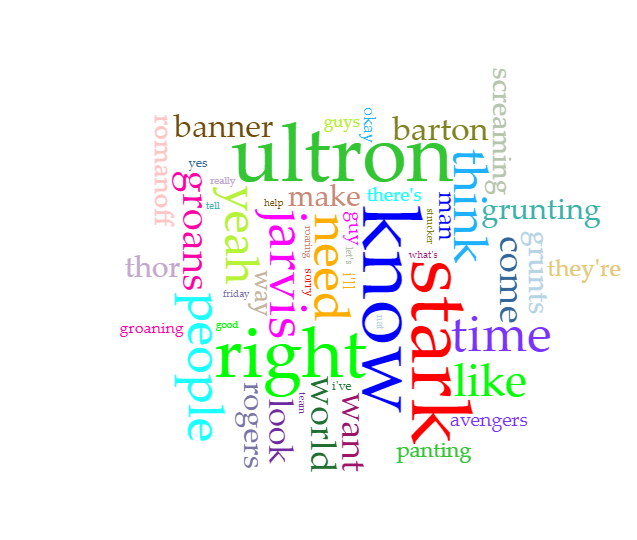 screaming
okay
guys
banner
romanoff
barton
ultron
yes
think
really
groans
yeah
help
make
there's
man
tell
jarvis
need
guy
know
strucker
grunting
roaring
let's
what's
thor
way
i'll
sorry
stark
come
grunts
they're
friday
people
groaning
good
right
nat
time
like
rogers
look
team
world
i've
want
avengers
panting